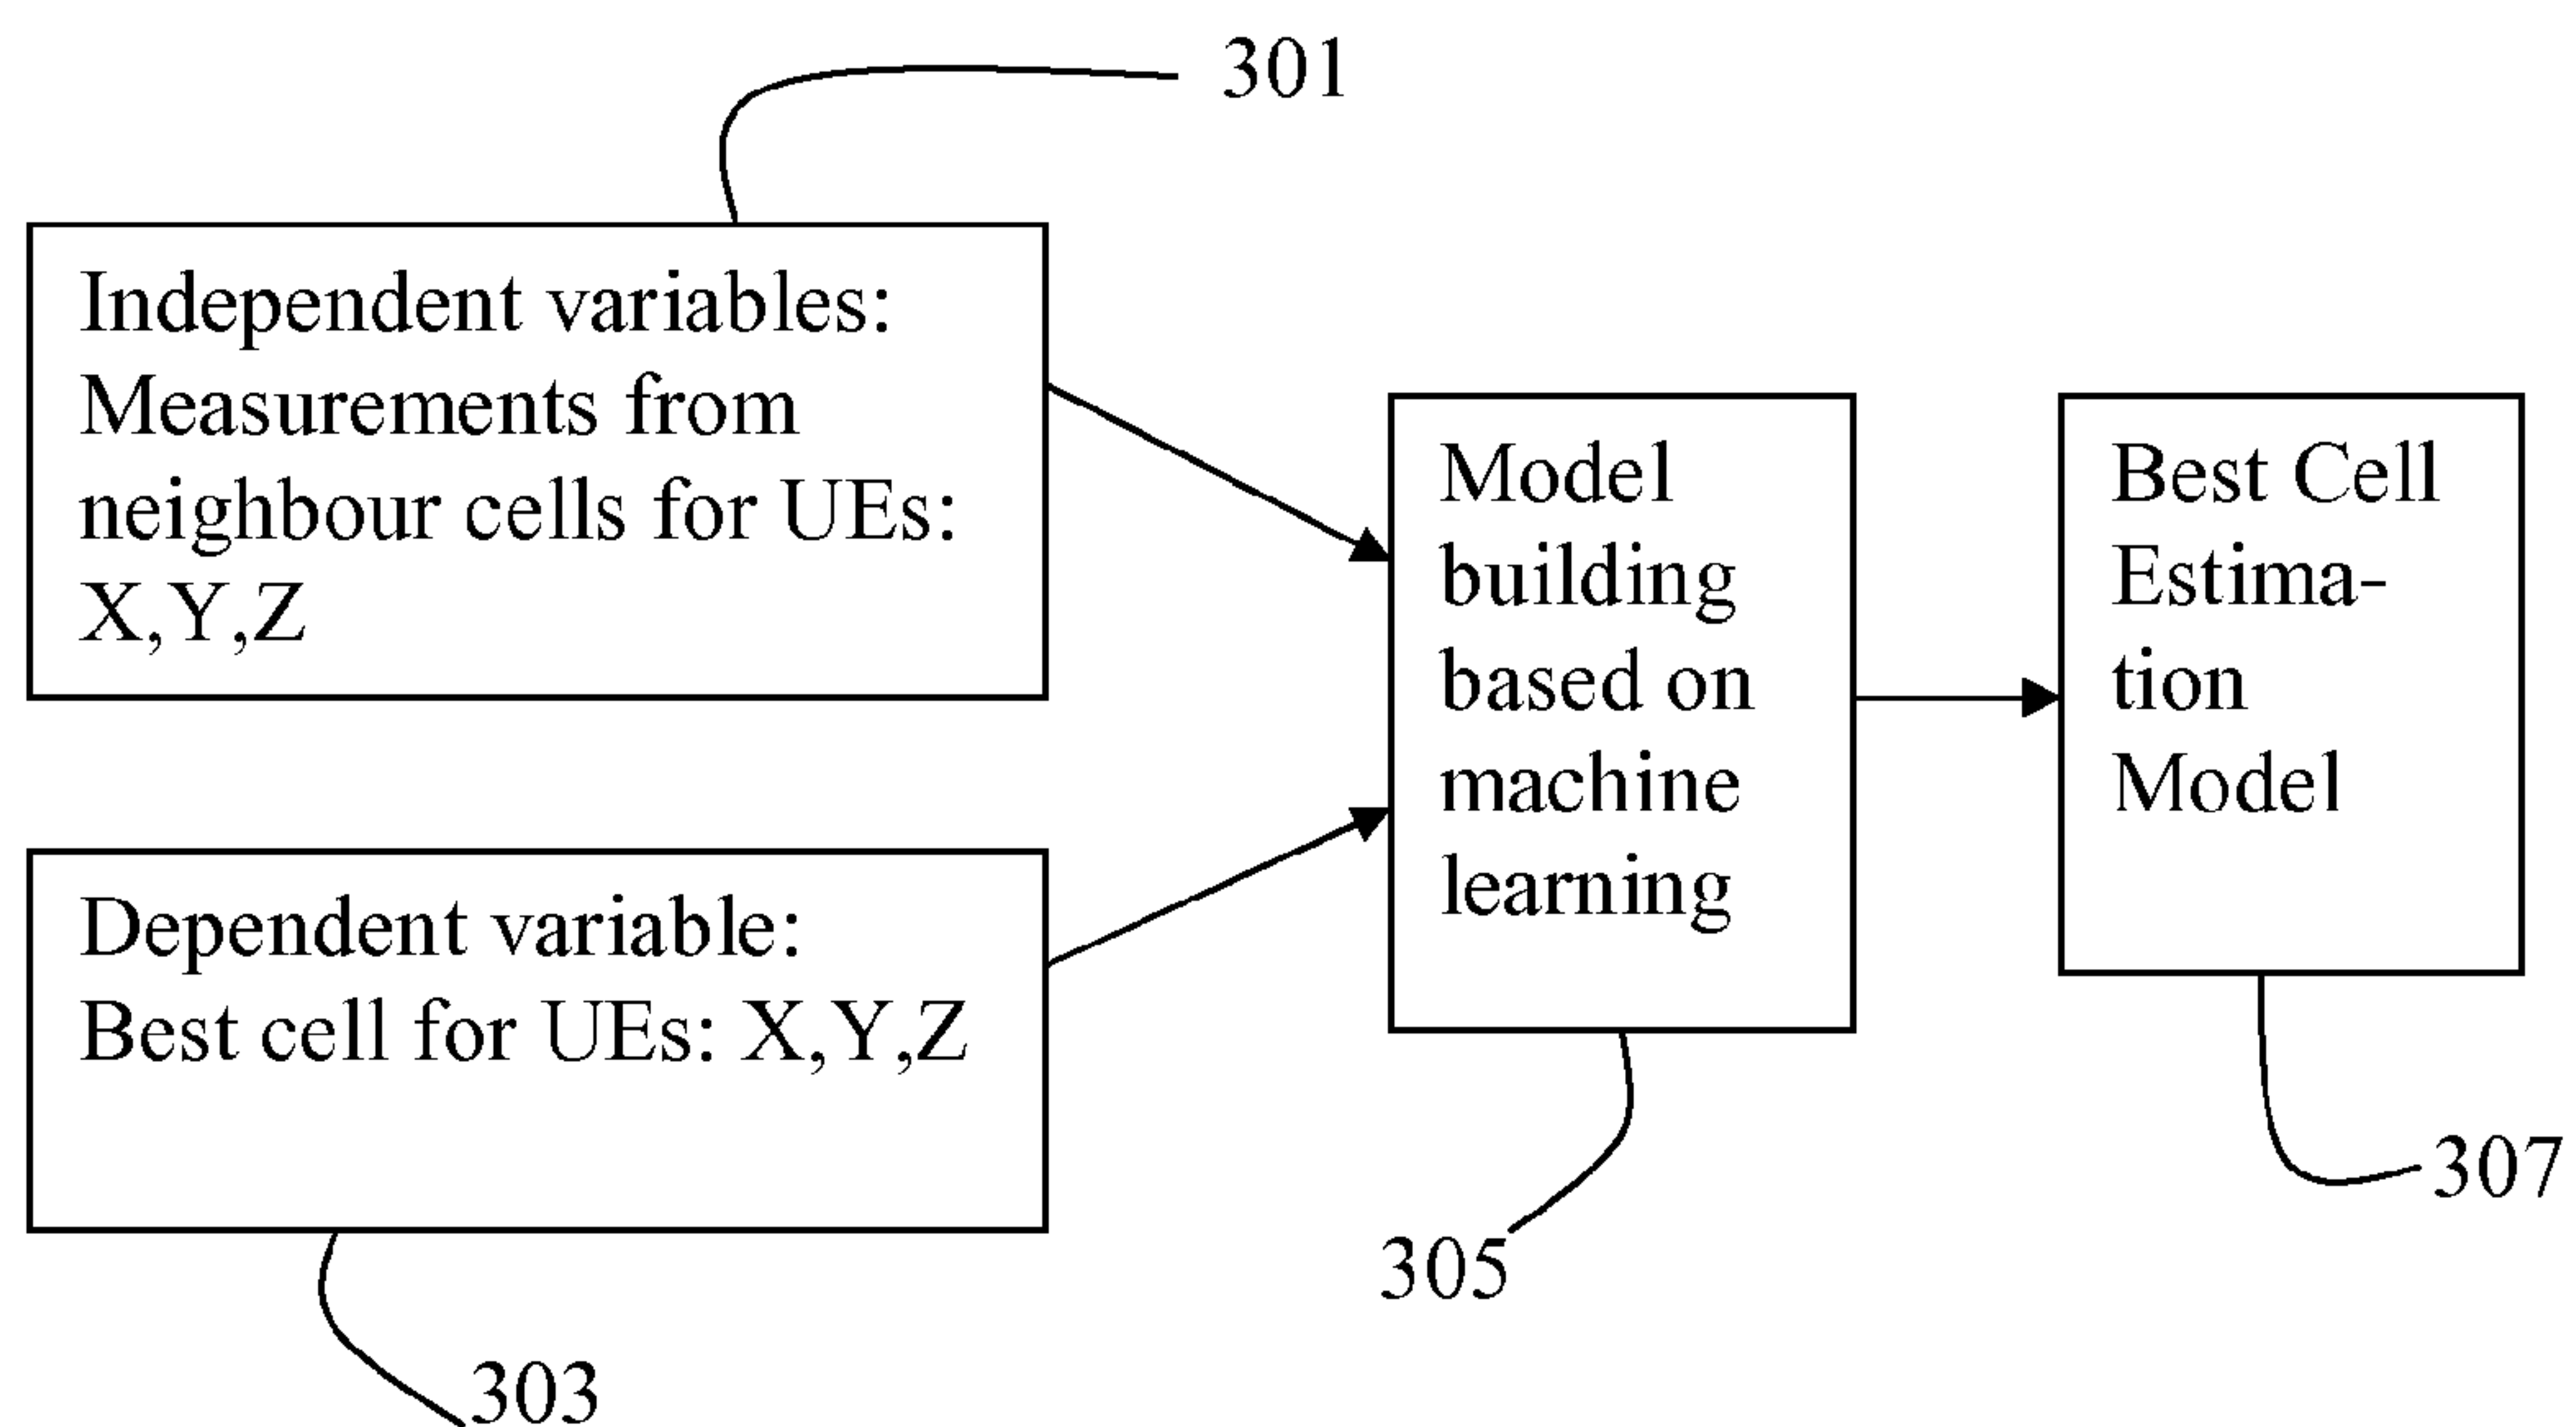 301
Independent variables:
Measurements from
neighbour cells for UEs:
X,Y,Z
Dependent variable:
Best cell for UEs: X,Y,Z
303
Model
building
based on
machine
learning
305
Best Cell
Estima-
tion
Model
307